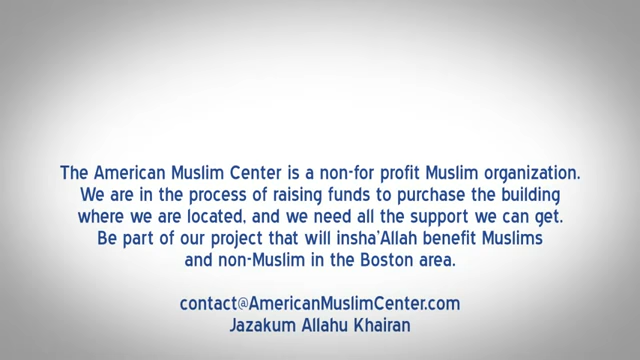 The American Muslim Center is a non-for profit Muslim organization.
We are in the process of raising funds to purchase the building
where we are located, and we need all the support we can get.
Be part of our project that will insha'Allah benefit Muslims
and non-Muslim in the Boston area.
contact@AmericanMuslimCenter.com
Jazakum Allahu Khairan